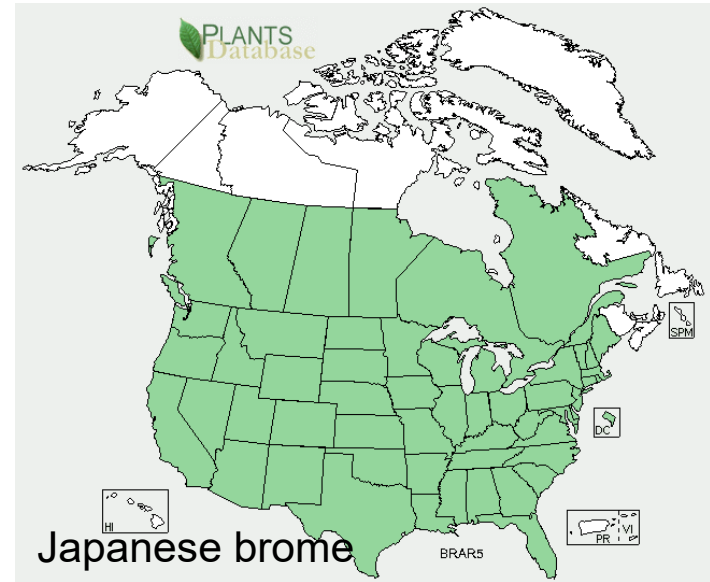 PLANTS
Database
SPM
DC
HI
PR
VI
Japanese brome
BRAR5